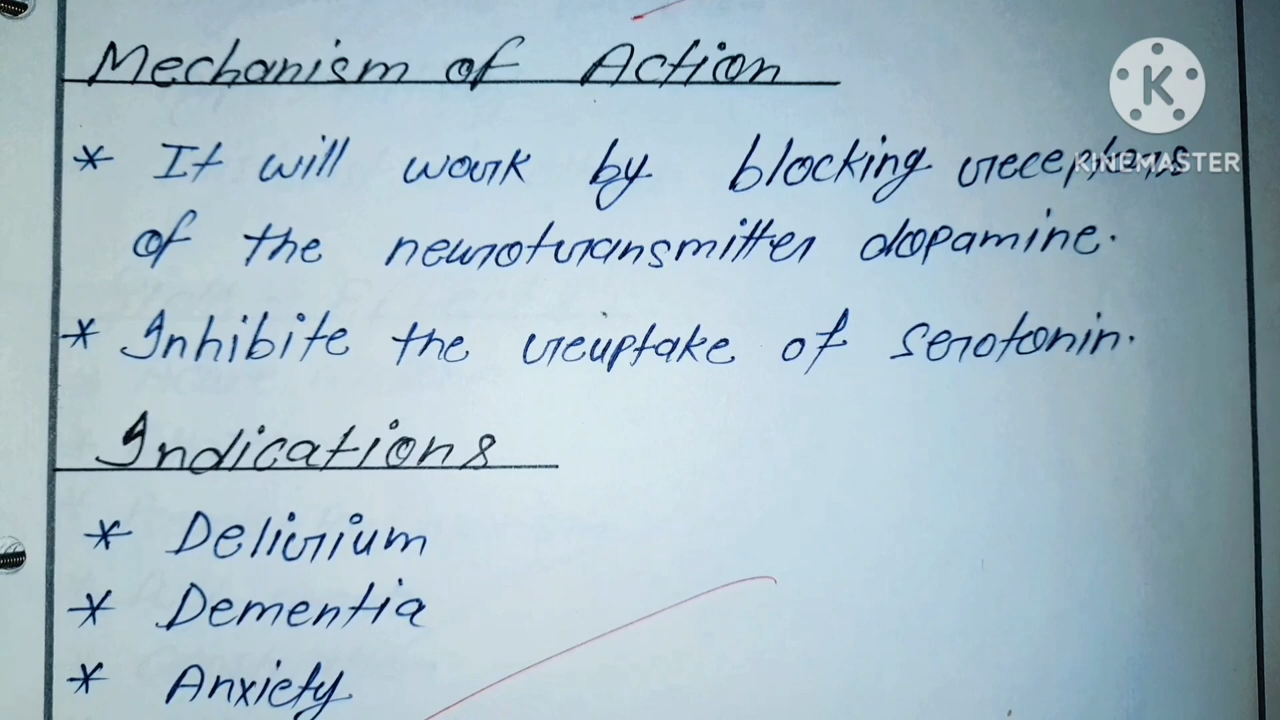 Mechanism of Action
* It will work by blocking receptors
of the neurotransmitter dopamine.
* Inhibite the reuptake of serotonin.
Indications
* Delirium
* Dementia
* Anxiety
K
KINEMASTER